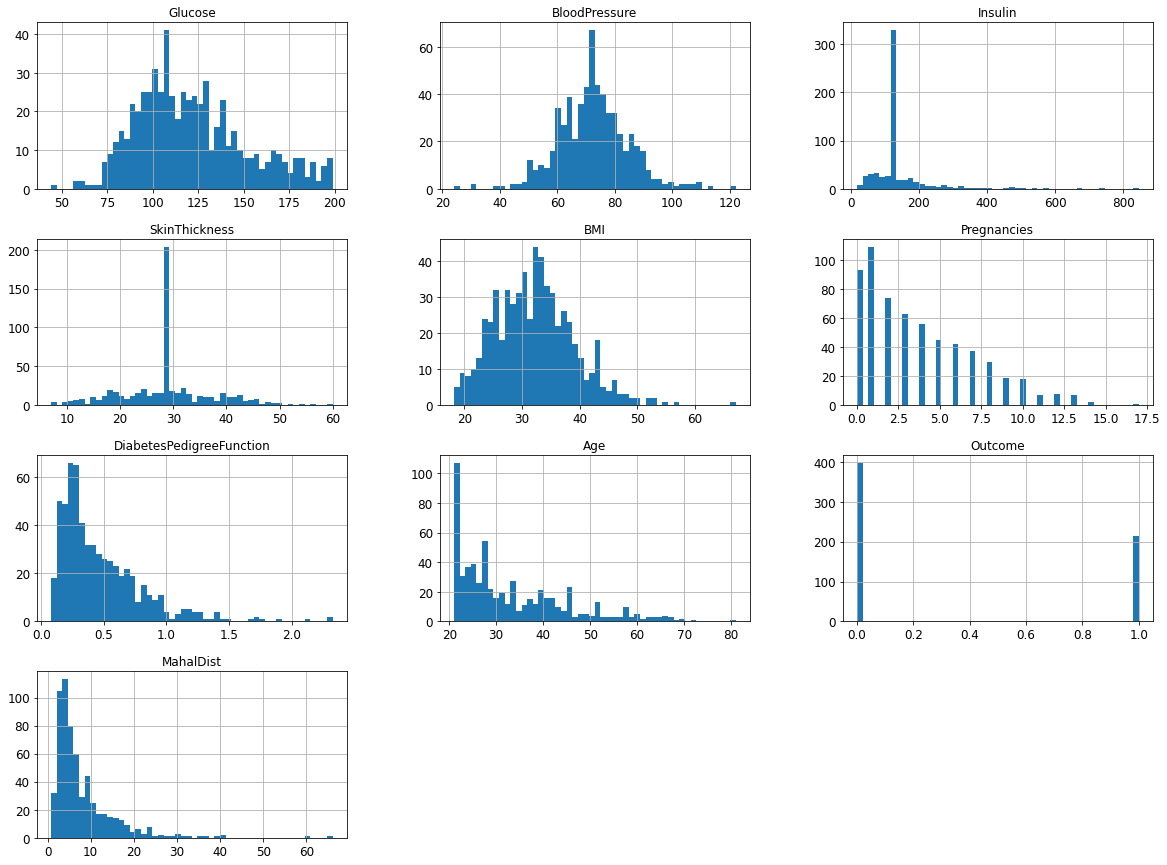 Glucose
40
30
20
10
0
50 75 100 125 150 175 200
BloodPressure
60
40
20
0
20 40 60 80 100 120
Insulin
300
200
100
0
0 200 400 600 800
SkinThickness
200
150
100
50
0
10 20 30 40 50 60
BMI
40
30
20
10
0
20 30 40 50 60
Pregnancies
100
80
60
40
20
0
0.0 2.5 5.0 7.5 10.0 12.5 15.0 17.5
DiabetesPedigreeFunction
60
40
20
0
0.0 0.5 1.0 1.5 2.0
Age
100
80
60
40
20
0
20 30 40 50 60 70 80
Outcome
400
300
200
100
0
0.0 0.2 0.4 0.6 0.8 1.0
MahalDist
100
80
60
40
20
0
0 10 20 30 40 50 60